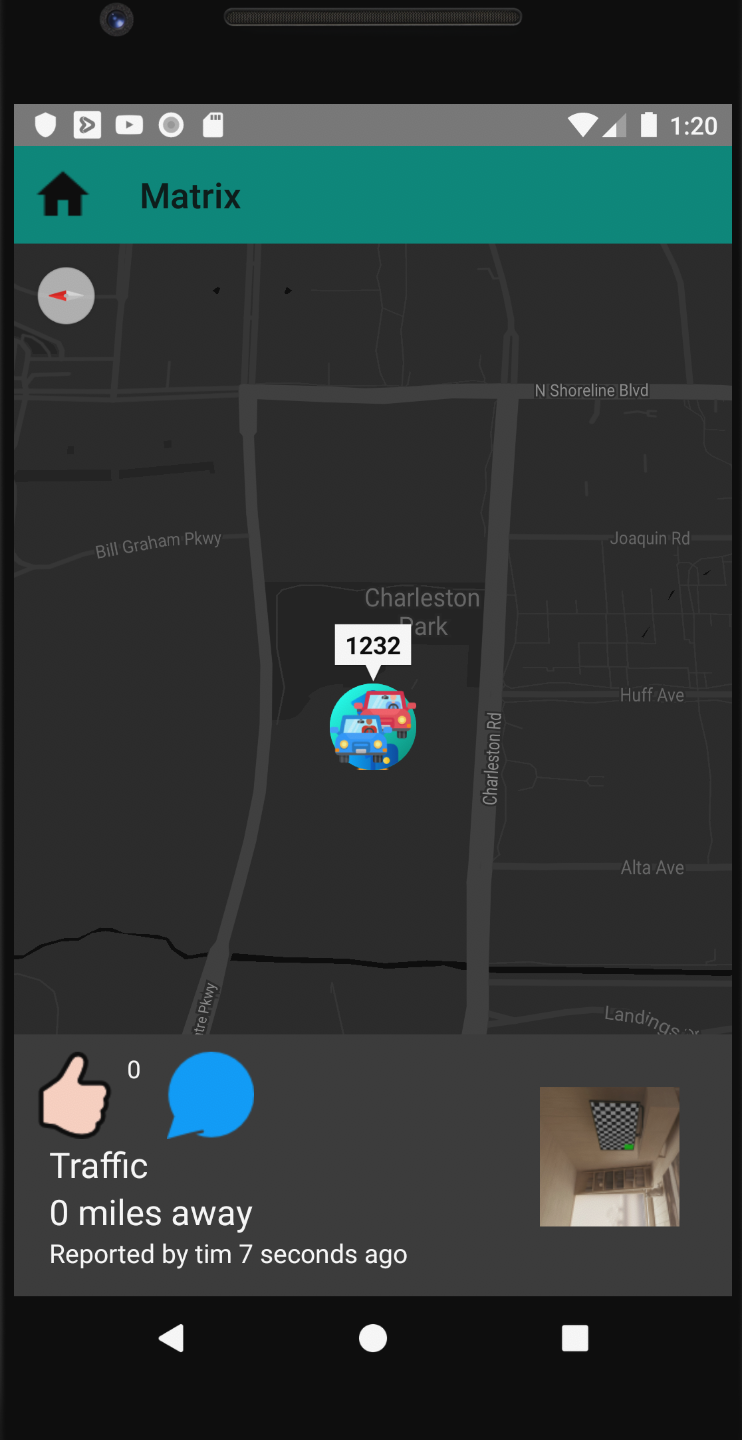 1:20
Matrix
N Shoreline Blvd
Bill Graham Pkwy
Joaquin Rd
Charleston
Park
1232
Huff Ave
Charleston Rd
Alta Ave
tre Pkwy
Landings
0
Traffic
0 miles away
Reported by tim 7 seconds ago